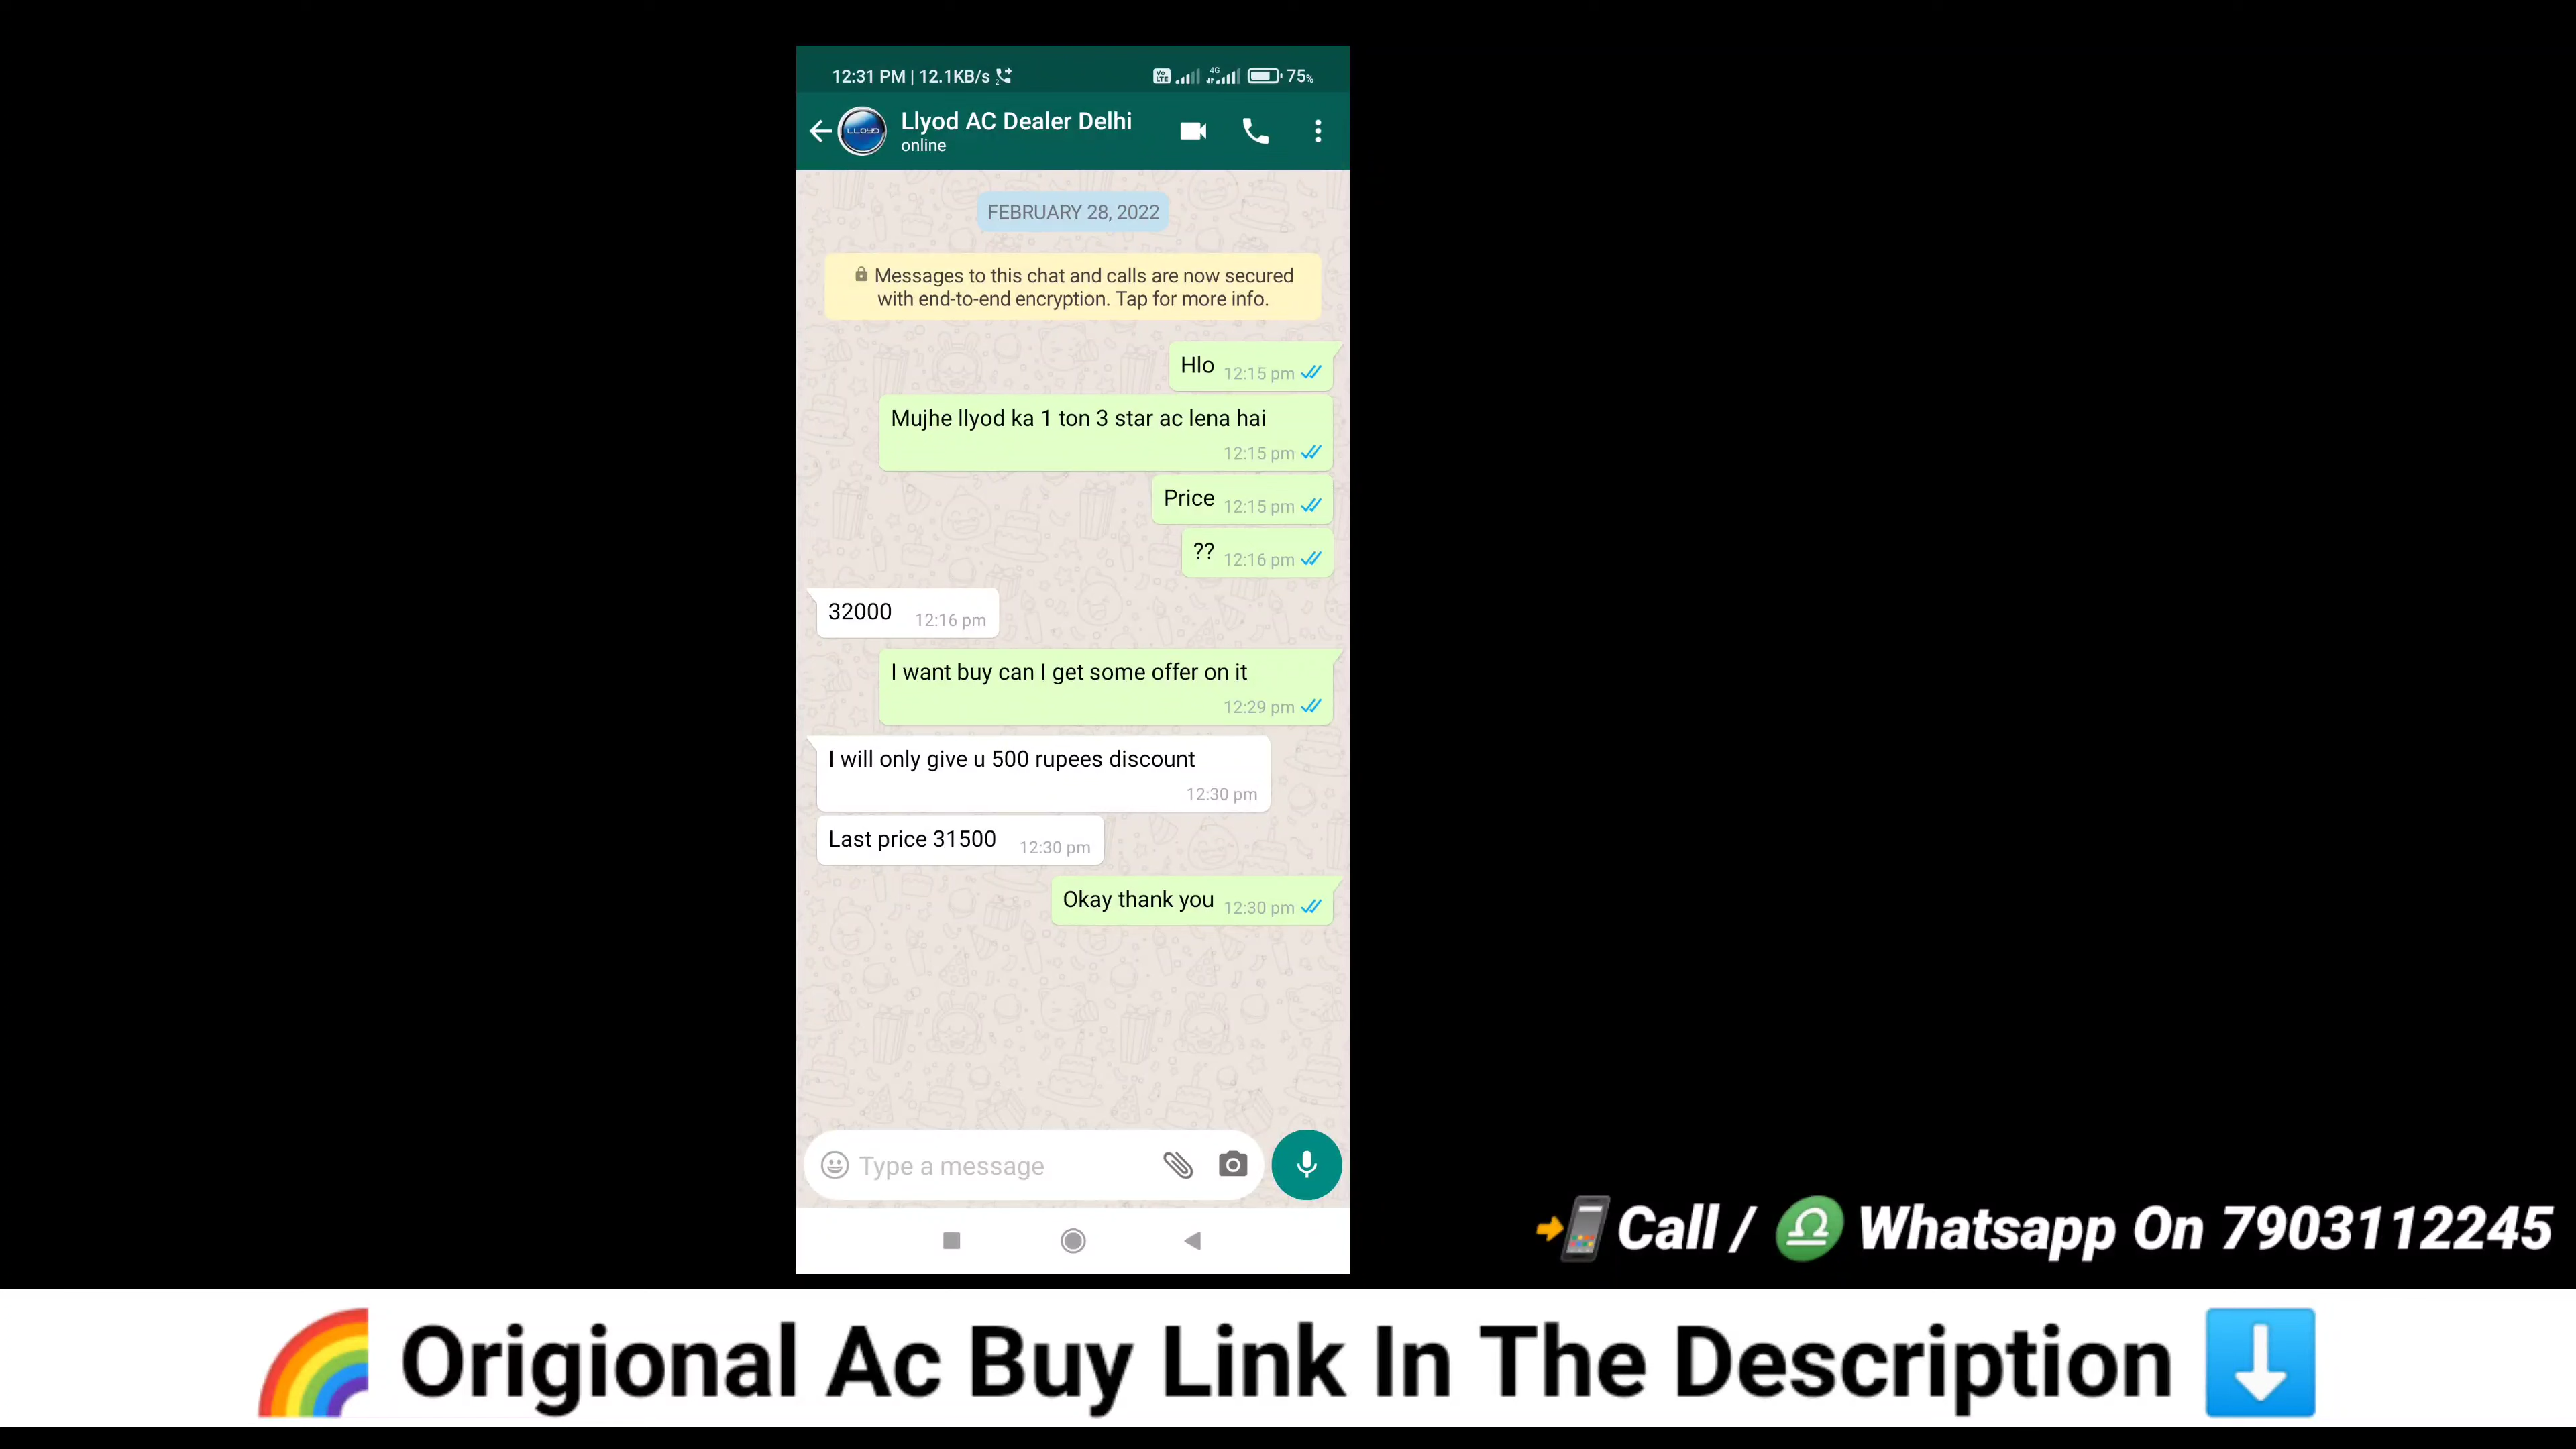 12:31 PM | 12.1KB/s
Vo LTE 4G 75%
LLOYD
Llyod AC Dealer Delhi
online
FEBRUARY 28, 2022
Messages to this chat and calls are now secured
with end-to-end encryption. Tap for more info.
Hlo 12:15 pm
Mujhe llyod ka 1 ton 3 star ac lena hai
12:15 pm
Price 12:15 pm
?? 12:16 pm
32000 12:16 pm
I want buy can I get some offer on it
12:29 pm
I will only give u 500 rupees discount
12:30 pm
Last price 31500 12:30 pm
Okay thank you 12:30 pm
Type a message
Call / Whatsapp On 7903112245
Origional Ac Buy Link In The Description